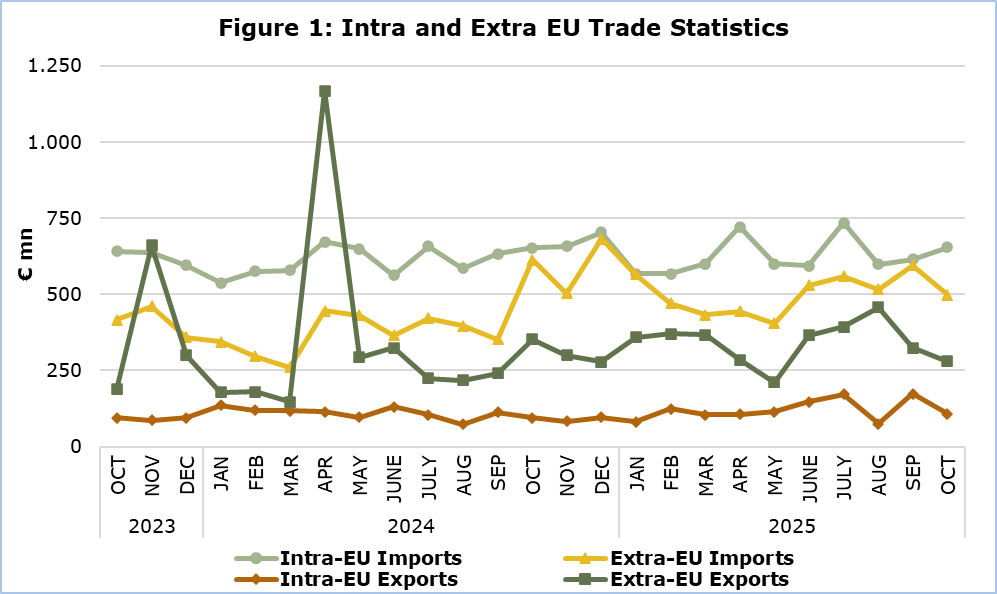 Figure 1: Intra and Extra EU Trade Statistics
1.250
1.000
750
500
250
0
€ mn
OCT NOV DEC JAN FEB MAR APR MAY JUNE JULY AUG SEP OCT NOV DEC JAN FEB MAR APR MAY JUNE JULY AUG SEP OCT
2023 2024 2025
Intra-EU Imports Extra-EU Imports
Intra-EU Exports Extra-EU Exports